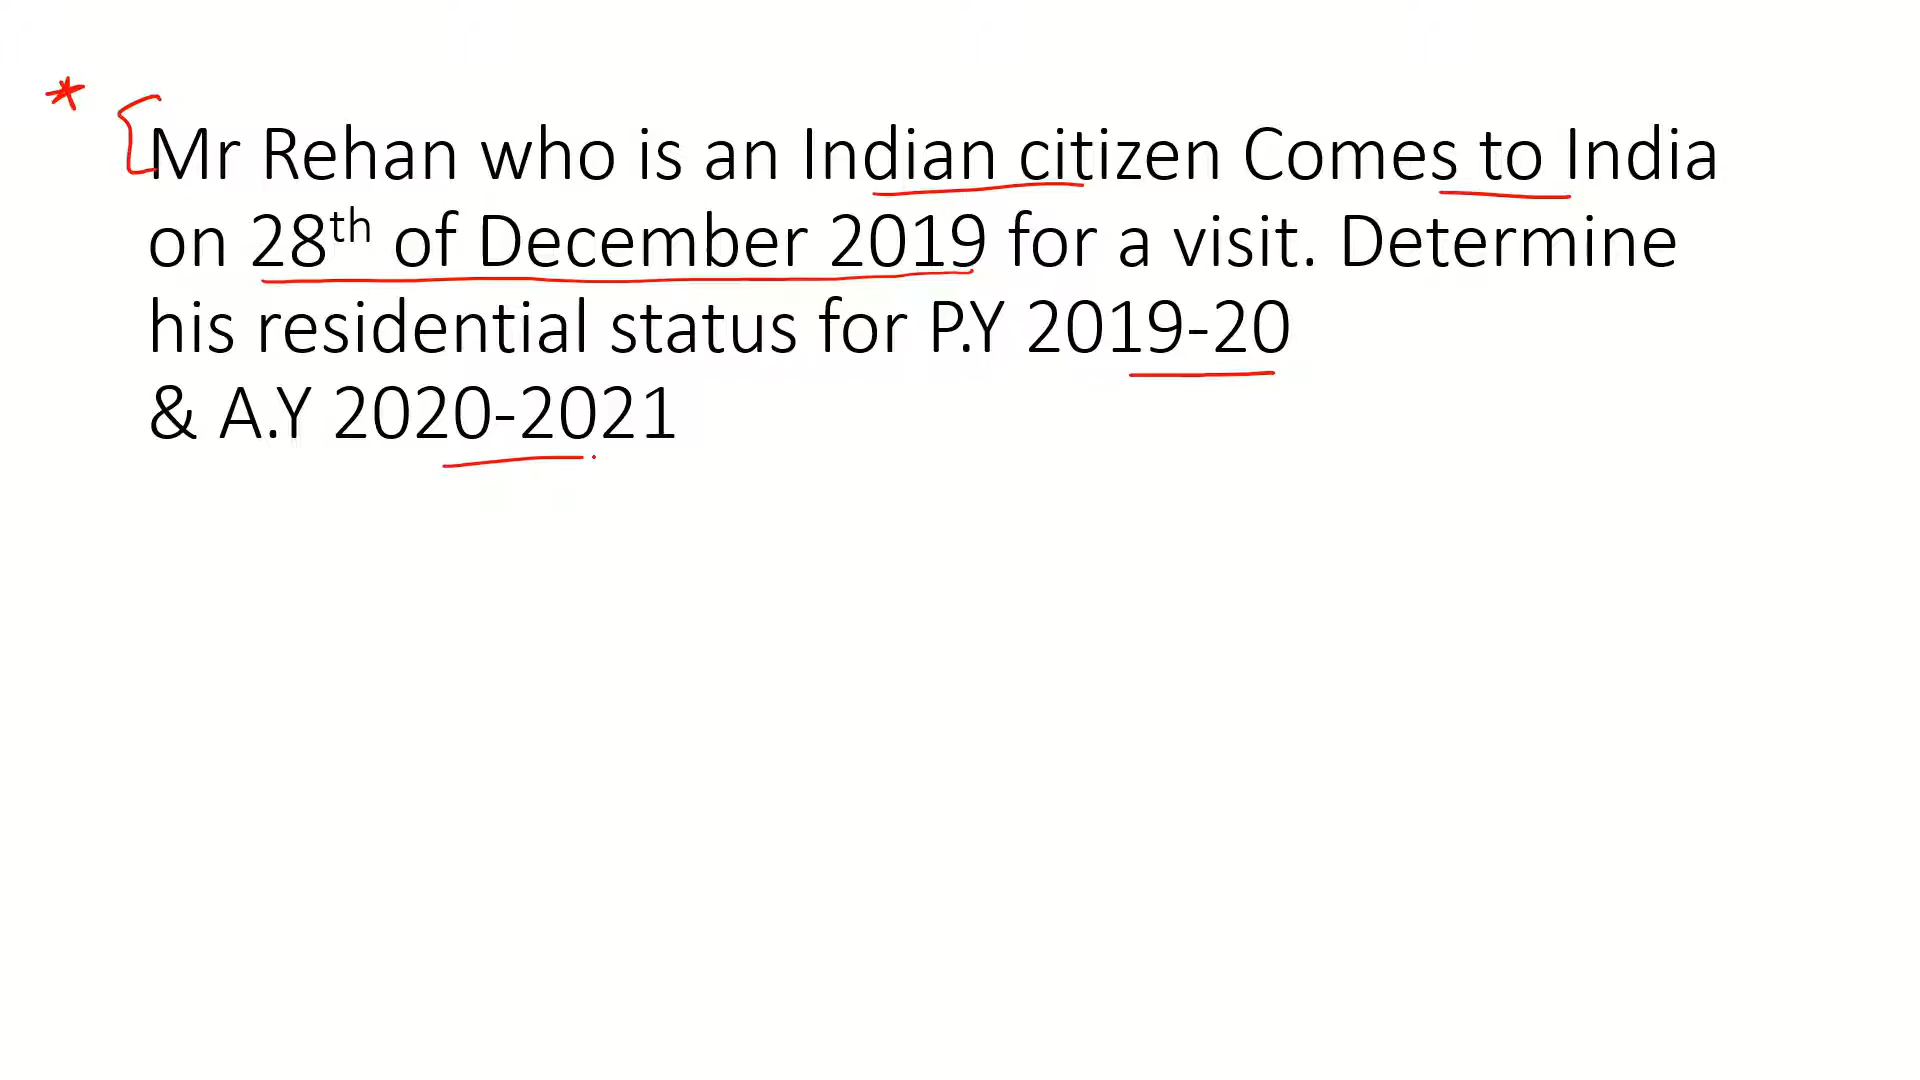 Mr Rehan who is an Indian citizen Comes to India
on 28th of December 2019 for a visit. Determine
his residential status for P.Y 2019-20
& A.Y 2020-2021